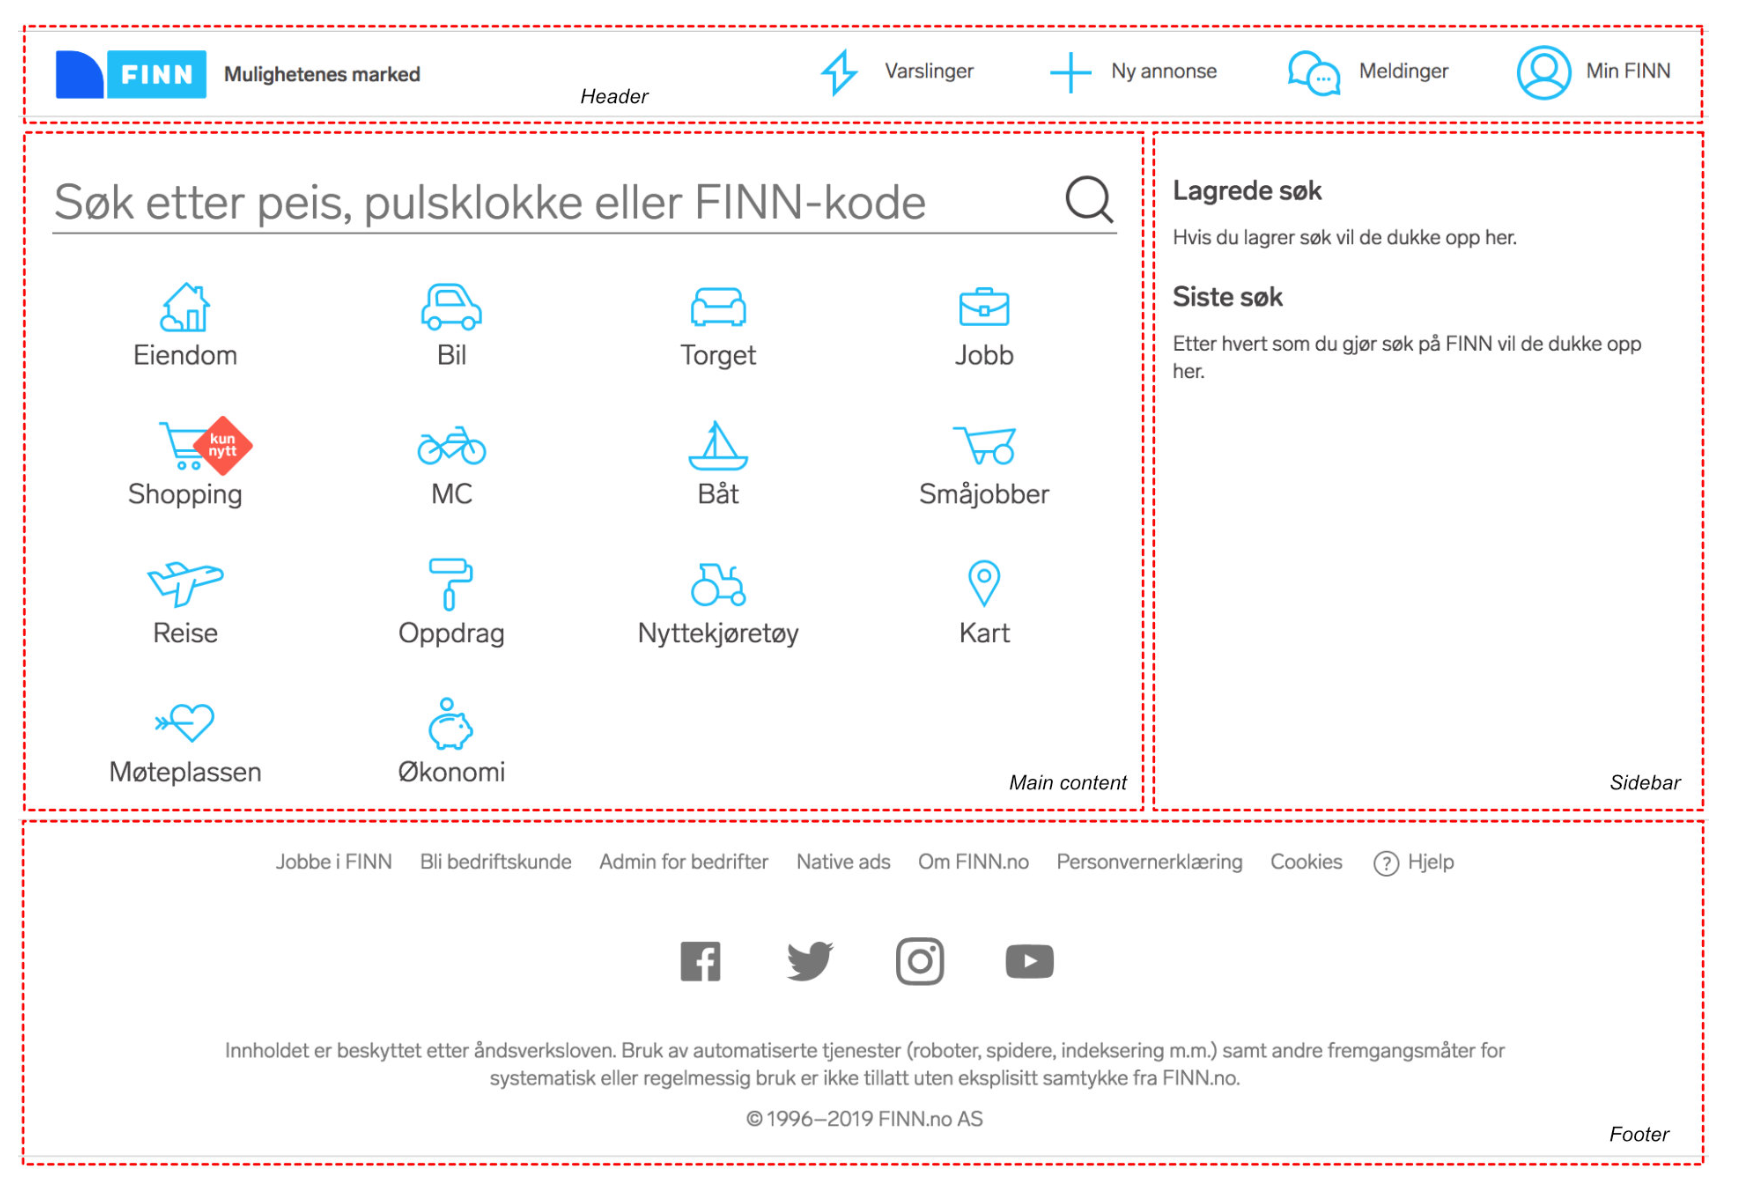 FINN Mulighetenes marked
Varslinger
Ny annonse
Meldinger
Min FINN
Header
Søk etter peis, pulsklokke eller FINN-kode
Eiendom
Bil
Torget
Jobb
kun
nytt
Shopping
MC
Båt
Småjobber
Reise
Oppdrag
Nyttekjøretøy
Kart
Møteplassen
Økonomi
Main content
Lagrede søk
Hvis du lagrer søk vil de dukke opp her.
Siste søk
Etter hvert som du gjør søk på FINN vil de dukke opp
her.
Sidebar
Jobbe i FINN Bli bedriftskunde Admin for bedrifter Native ads Om FINN.no Personvernerklæring Cookies ? Hjelp
Innholdet er beskyttet etter åndsverksloven. Bruk av automatiserte tjenester (roboter, spidere, indeksering m.m.) samt andre fremgangsmåter for
systematisk eller regelmessig bruk er ikke tillatt uten eksplisitt samtykke fra FINN.no.
© 1996–2019 FINN.no AS
Footer